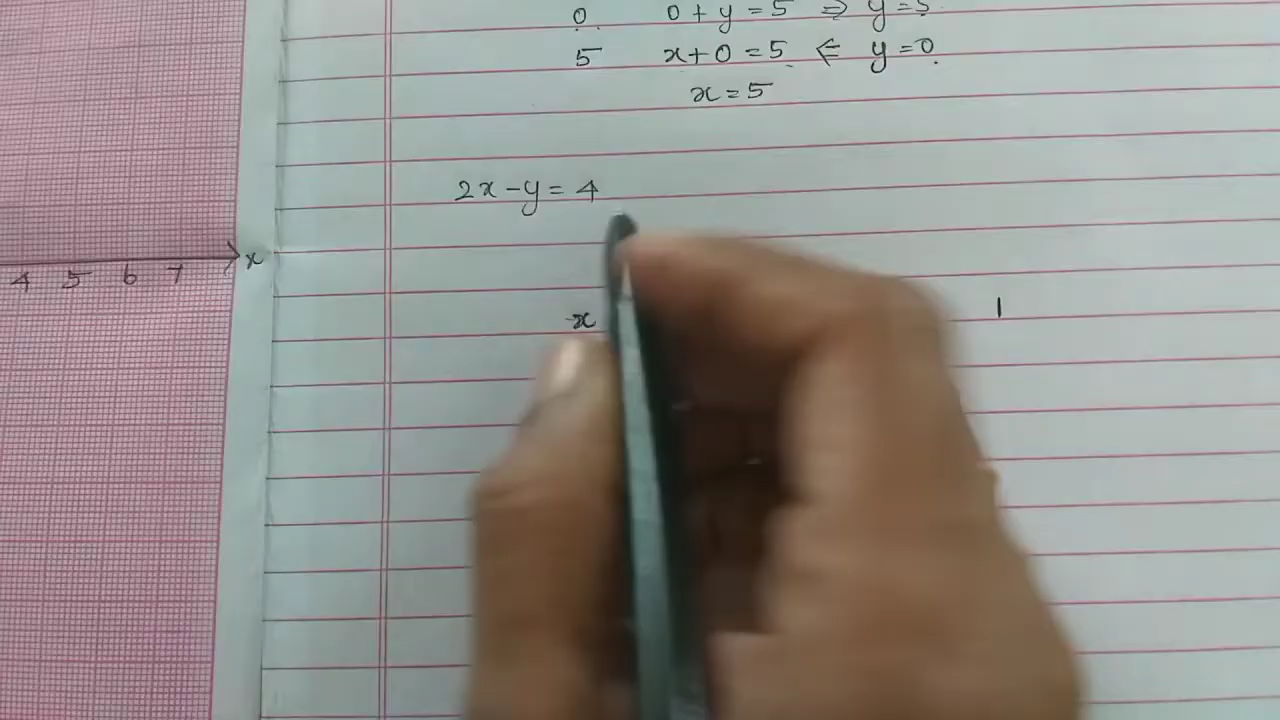 0 0 + y = 5 ⇒ y = 5
5 x + 0 = 5 ⇐ y = 0
x = 5
2x - y = 4
x
4 5 6 7
x